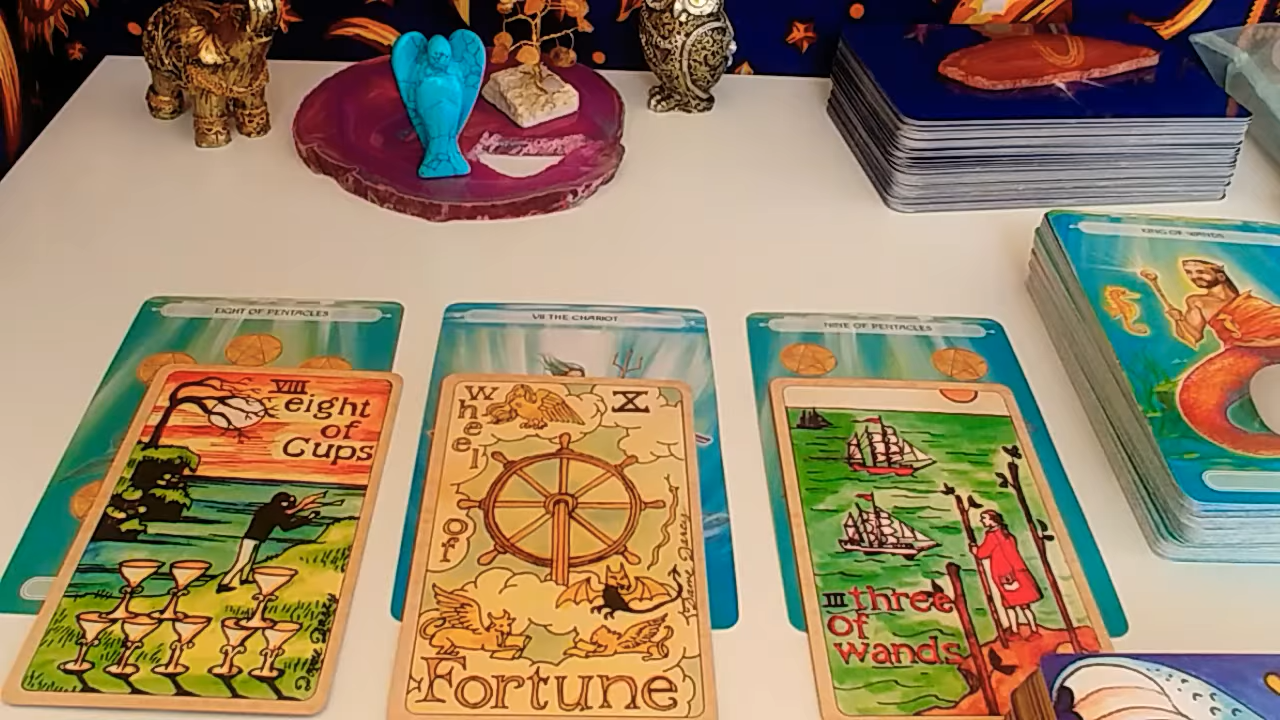 KING OF WANDS
EIGHT OF PENTACLES
VII THE CHARIOT
NINE OF PENTACLES
VIII
eight
of
Cups
Wheel
X
of
Fortune
III three
of
wands